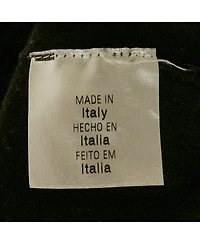 MADE IN
Italy
HECHO EN
Italia
FEITO EM
Italia